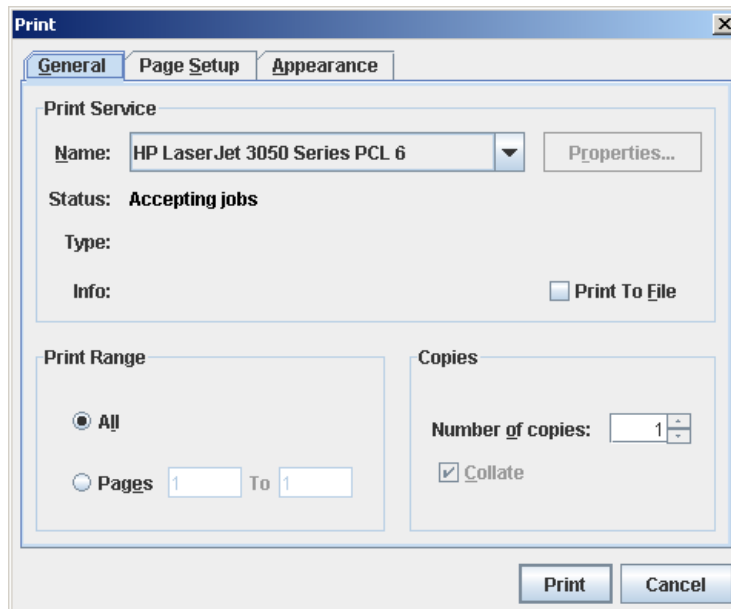 Print
General Page Setup Appearance
Print Service
Name: HP LaserJet 3050 Series PCL 6 Properties...
Status: Accepting jobs
Type:
Info: Print To File
Print Range
All
Pages 1 To 1
Copies
Number of copies: 1
Collate
Print Cancel